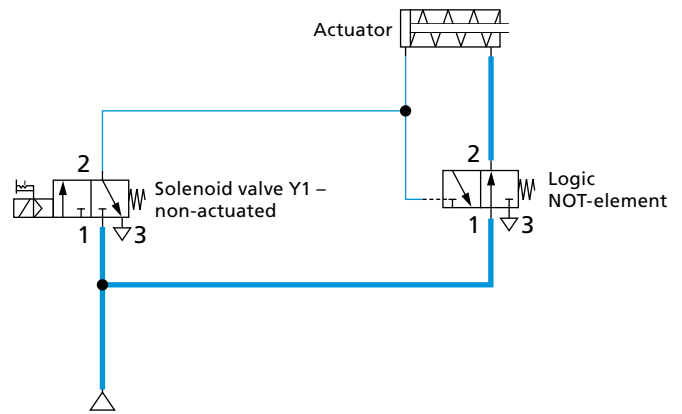 Actuator
2
Solenoid valve Y1 –
non-actuated
1 3
2
Logic
NOT-element
1 3